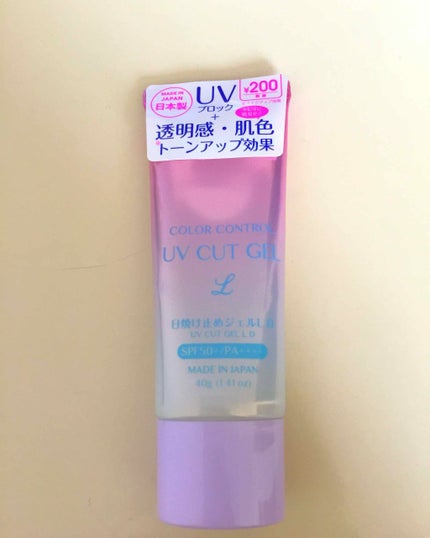 MADE IN
JAPAN
日本製
UV
ブロック
+
¥200
透明感・肌色
トーンアップ効果
COLOR CONTROL
UV CUT GEL
L
日焼け止めジェルL
UV CUT GEL L
SPF50+/PA++++
MADE IN JAPAN
40g (1.41oz)